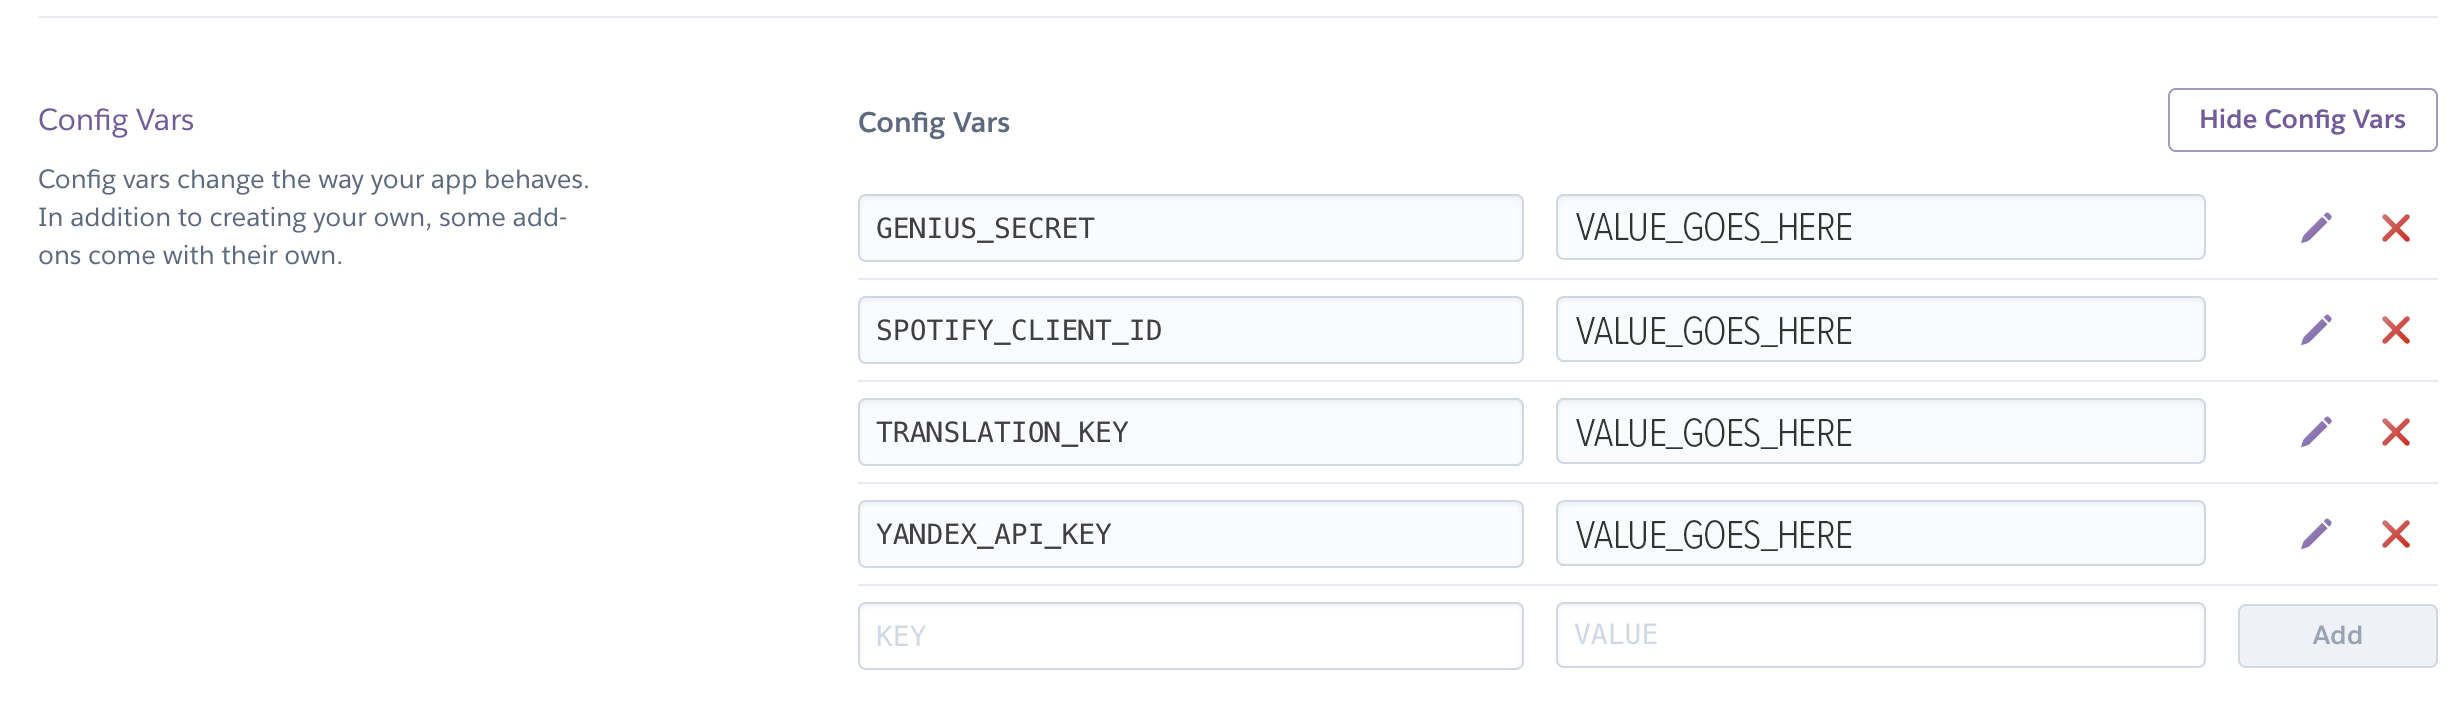 Config Vars
Config vars change the way your app behaves.
In addition to creating your own, some add-
ons come with their own.
Config Vars
Hide Config Vars
GENIUS_SECRET VALUE_GOES_HERE
SPOTIFY_CLIENT_ID VALUE_GOES_HERE
TRANSLATION_KEY VALUE_GOES_HERE
YANDEX_API_KEY VALUE_GOES_HERE
KEY VALUE Add